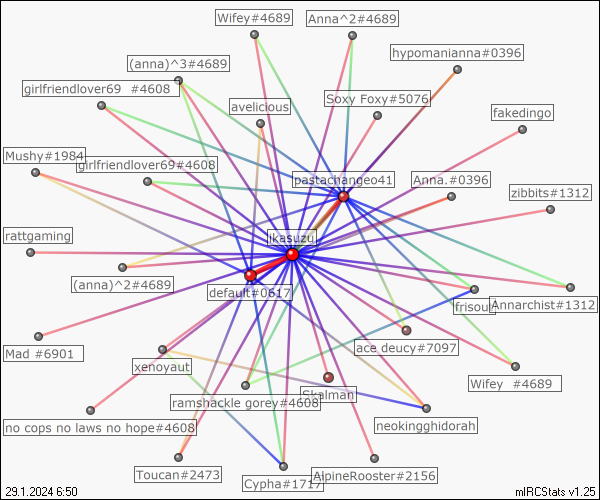 Wifey#4689
Anna^2#4689
hypomanianna#0396
(anna)^3#4689
girlfriendlover69 #4608
avelicious
Soxy Foxy#5076
fakedingo
Mushy#1984
girlfriendlover69#4608
pastachangeo41
Anna.#0396
zibbits#1312
rattgaming
jkasuzu
(anna)^2#4689
default#0617
frisout
Annarchist#1312
Mad #6901
xenoyaut
ace deucy#7097
Wifey #4689
ramshackle gorey#4608
Skalman
no cops no laws no hope#4608
neokingghidorah
Toucan#2473
Cypha#1717
AlpineRooster#2156
29.1.2024 6:50
mIRCStats v1.25